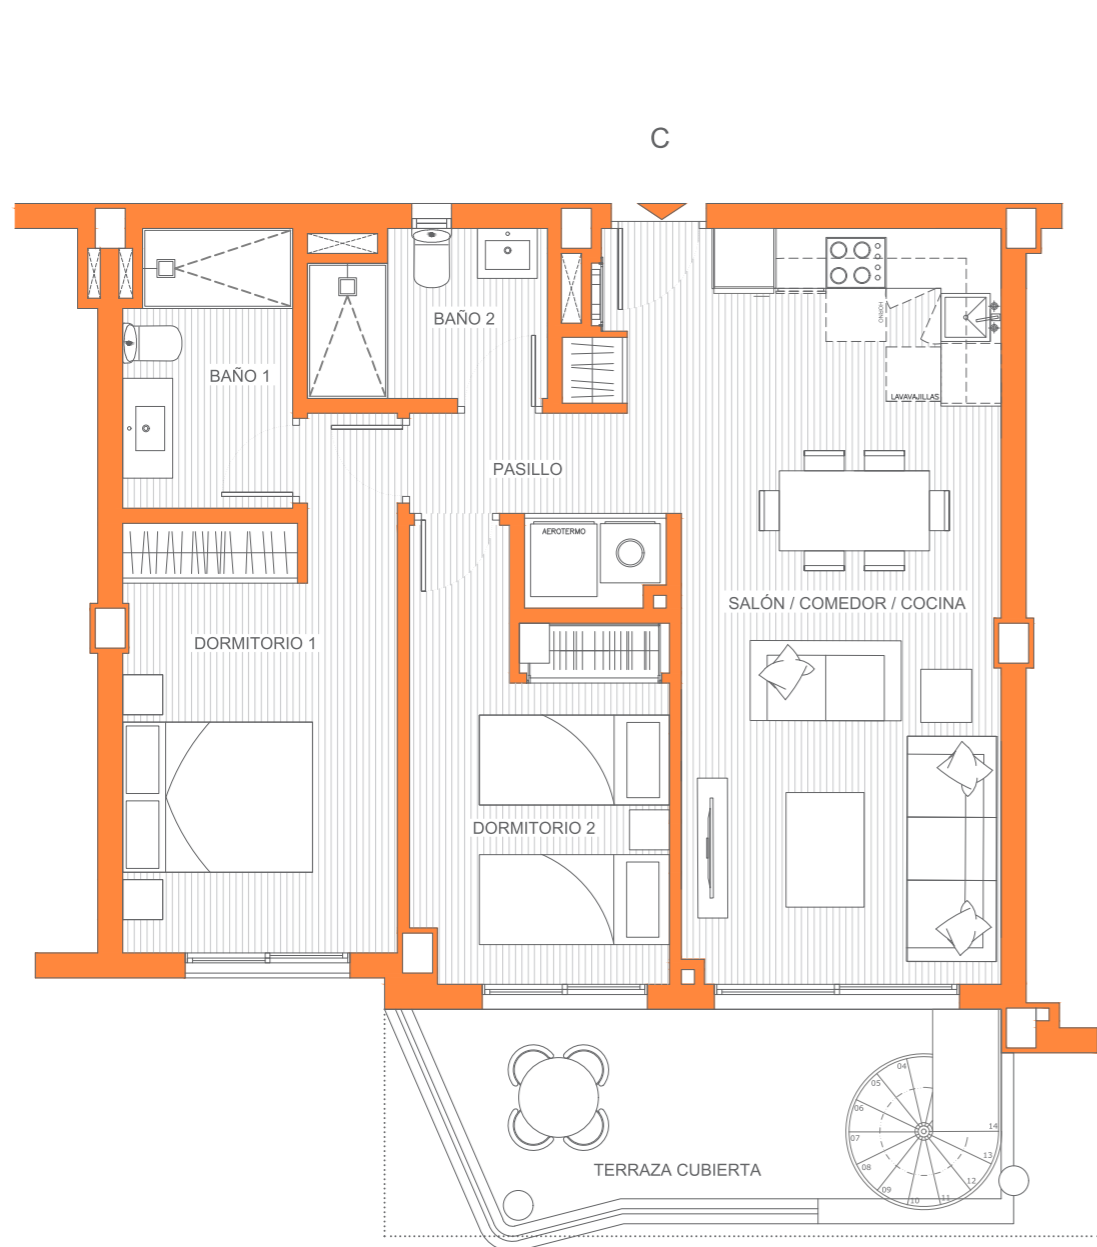 C
BAÑO 2
HORNO
BAÑO 1
LAVAVAJILLAS
PASILLO
AEROTERMO
SALÓN / COMEDOR / COCINA
DORMITORIO 1
DORMITORIO 2
04
05
06
07
08
09
10
11
12
13
14
TERRAZA CUBIERTA